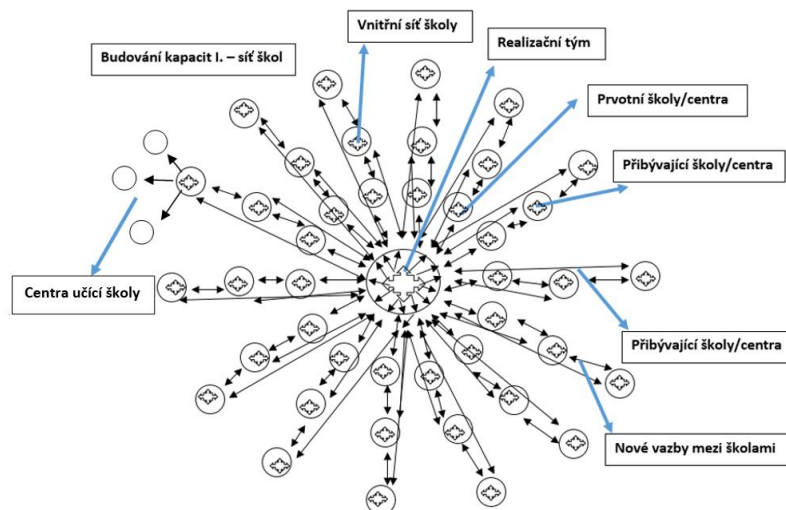 Vnitřní síť školy
Realizační tým
Budování kapacit I. – síť škol
Prvotní školy/centra
Přibývající školy/centra
Centra učící školy
Přibývající školy/centra
Nové vazby mezi školami